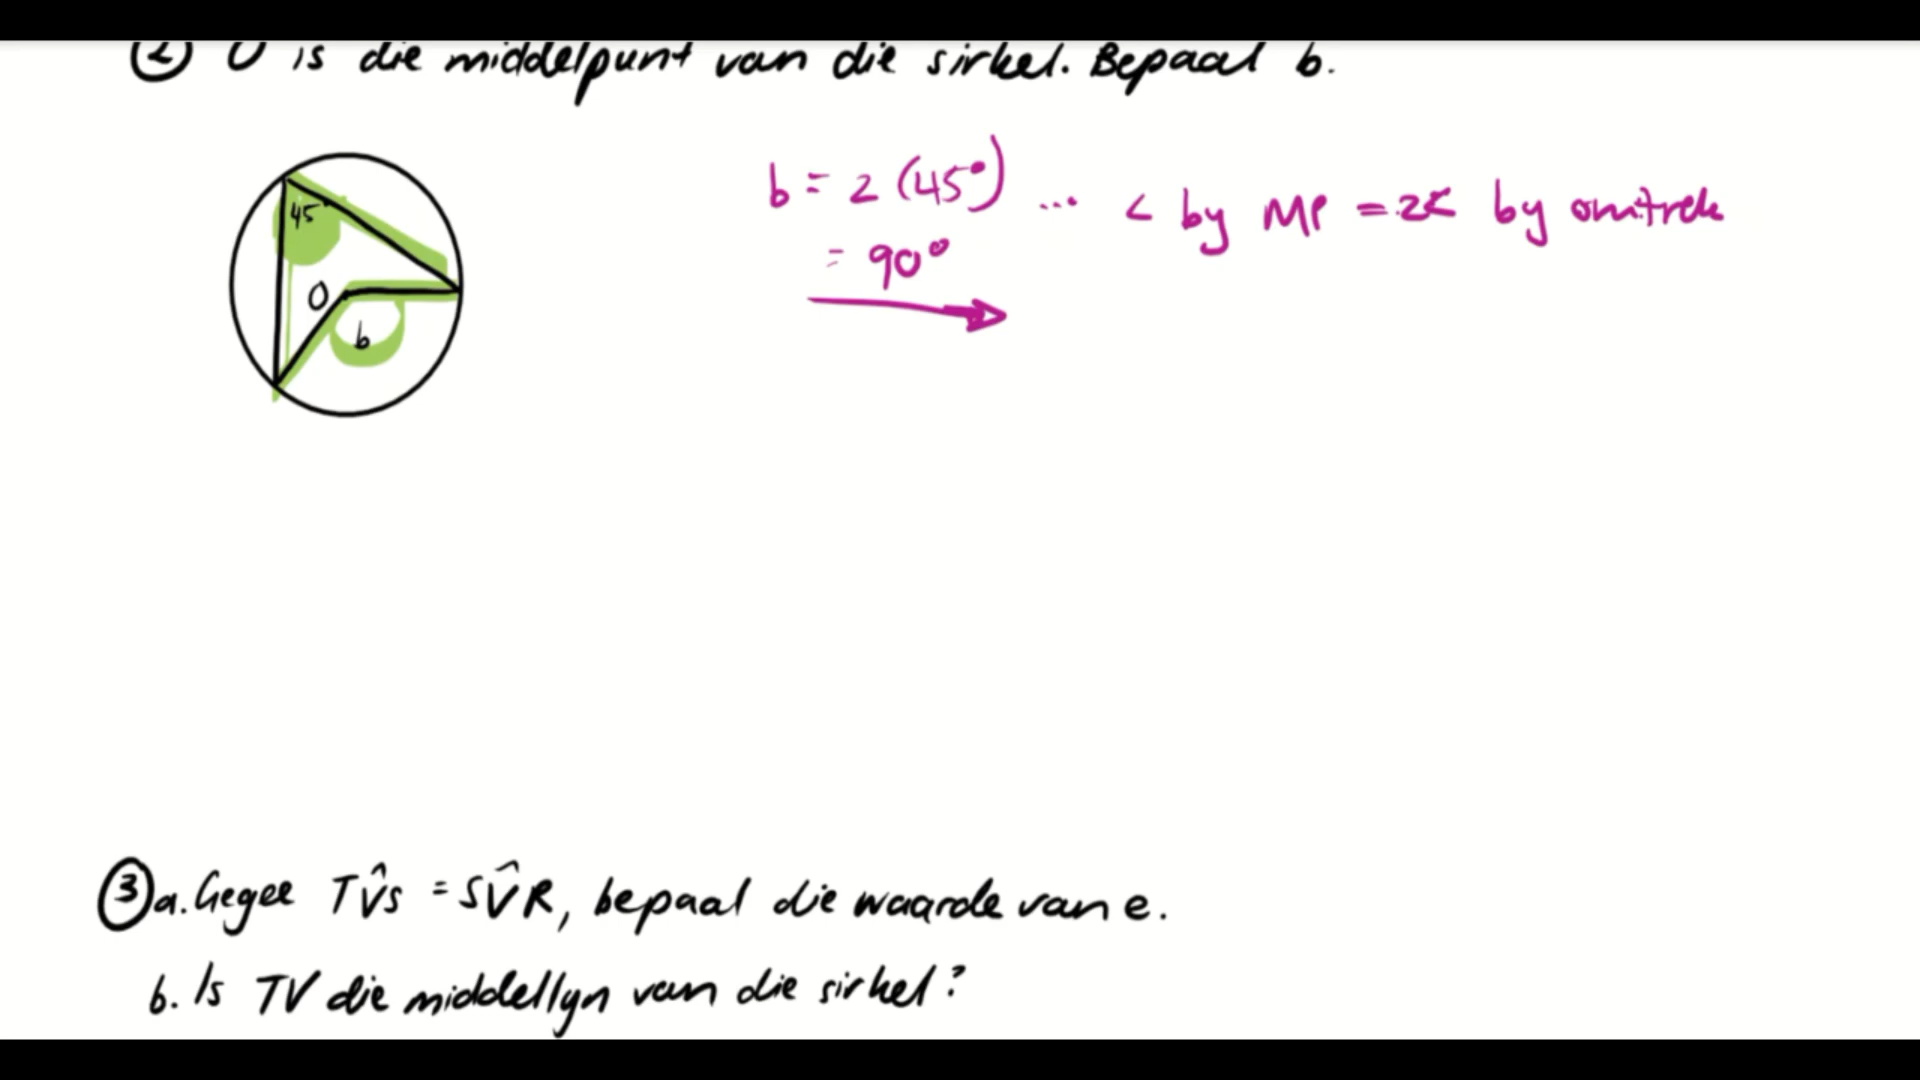 ② O is die middelpunt van die sirkel. Bepaal b.
45°
O
b
b = 2 (45°) ... < by MP = 2< by omtrek
= 90°
③ a. Gegee TV̂S = SV̂R, bepaal die waarde van e.
b. Is TV die middellyn van die sirkel?